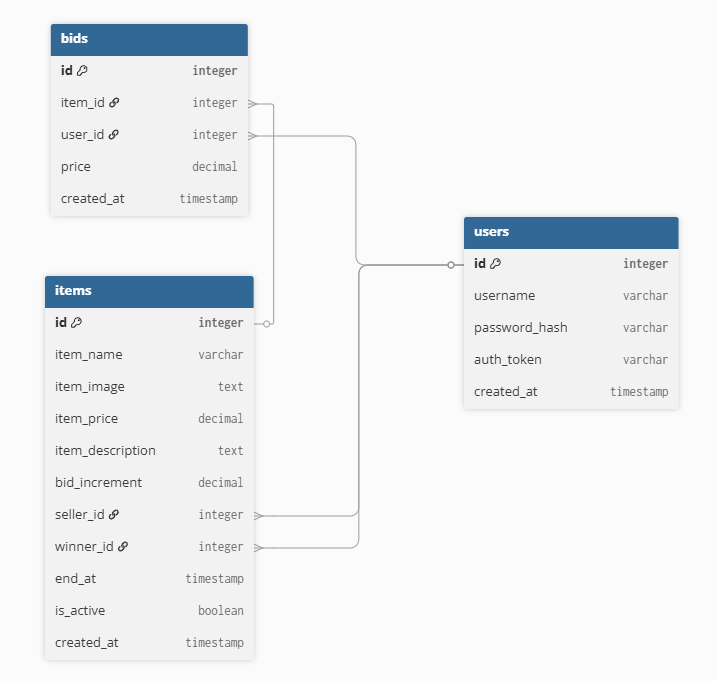 bids
id integer
item_id integer
user_id integer
price decimal
created_at timestamp
items
id integer
item_name varchar
item_image text
item_price decimal
item_description text
bid_increment decimal
seller_id integer
winner_id integer
end_at timestamp
is_active boolean
created_at timestamp
users
id integer
username varchar
password_hash varchar
auth_token varchar
created_at timestamp